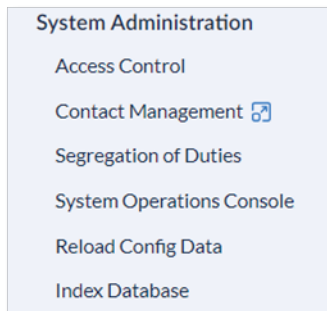 System Administration
Access Control
Contact Management
Segregation of Duties
System Operations Console
Reload Config Data
Index Database